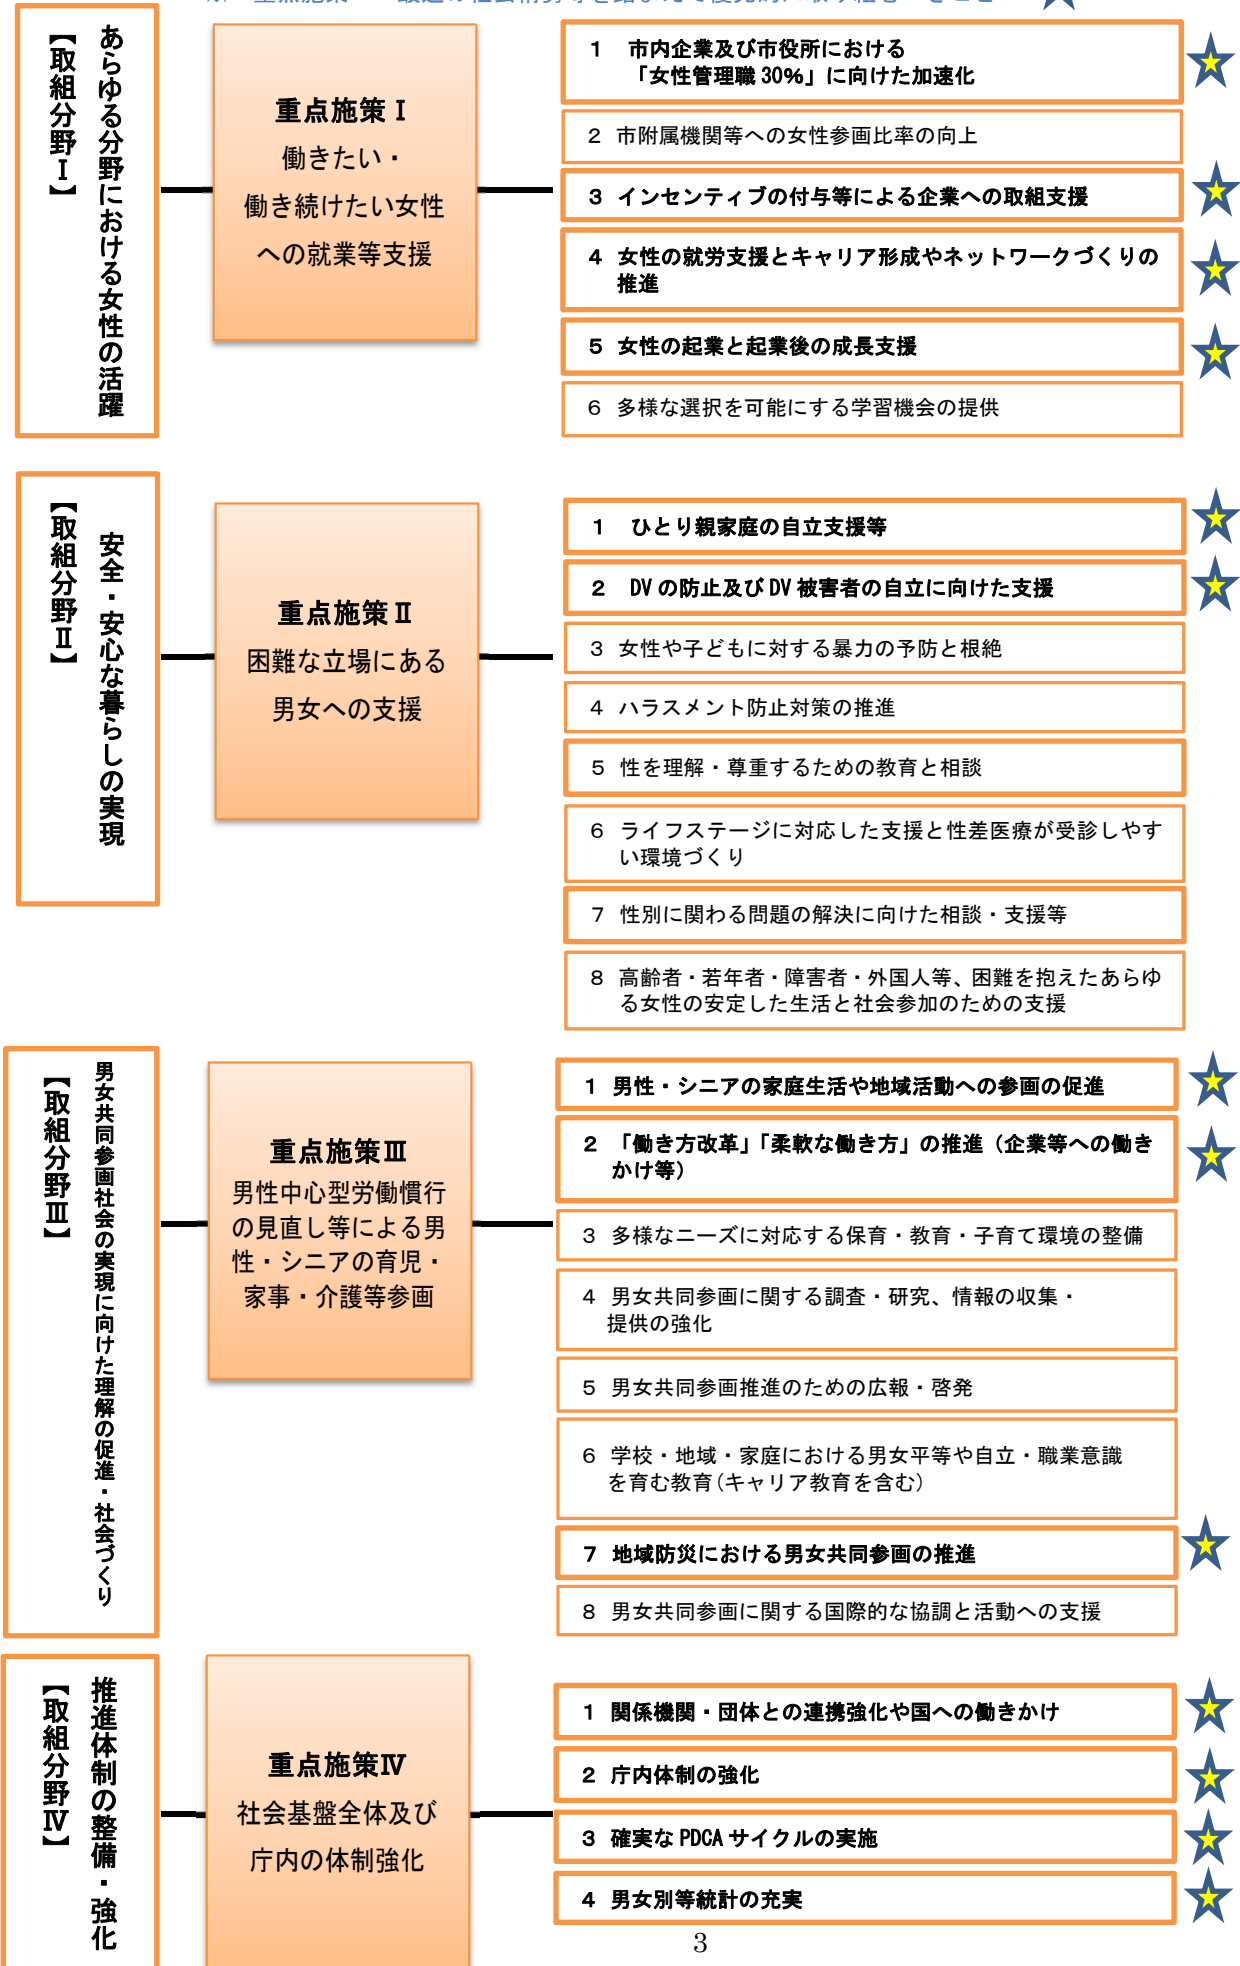 【取組分野Ⅰ】
あらゆる分野における女性の活躍
重点施策Ⅰ
働きたい・
働き続けたい女性
への就業等支援
1 市内企業及び市役所における
「女性管理職30%」に向けた加速化
2 市附属機関等への女性参画比率の向上
3 インセンティブの付与等による企業への取組支援
4 女性の就労支援とキャリア形成やネットワークづくりの
推進
5 女性の起業と起業後の成長支援
6 多様な選択を可能にする学習機会の提供
【取組分野Ⅱ】
安全・安心な暮らしの実現
重点施策Ⅱ
困難な立場にある
男女への支援
1 ひとり親家庭の自立支援等
2 DVの防止及びDV被害者の自立に向けた支援
3 女性や子どもに対する暴力の予防と根絶
4 ハラスメント防止対策の推進
5 性を理解・尊重するための教育と相談
6 ライフステージに対応した支援と性差医療が受診しやす
い環境づくり
7 性別に関わる問題の解決に向けた相談・支援等
8 高齢者・若年者・障害者・外国人等、困難を抱えたあらゆ
る女性の安定した生活と社会参加のための支援
【取組分野Ⅲ】
男女共同参画社会の実現に向けた理解の促進・社会づくり
重点施策Ⅲ
男性中心型労働慣行
の見直し等による男
性・シニアの育児・
家事・介護等参画
1 男性・シニアの家庭生活や地域活動への参画の促進
2 「働き方改革」「柔軟な働き方」の推進（企業等への働き
かけ等）
3 多様なニーズに対応する保育・教育・子育て環境の整備
4 男女共同参画に関する調査・研究、情報の収集・
提供の強化
5 男女共同参画推進のための広報・啓発
6 学校・地域・家庭における男女平等や自立・職業意識
を育む教育(キャリア教育を含む)
7 地域防災における男女共同参画の推進
8 男女共同参画に関する国際的な協調と活動への支援
【取組分野Ⅳ】
推進体制の整備・強化
重点施策Ⅳ
社会基盤全体及び
庁内の体制強化
1 関係機関・団体との連携強化や国への働きかけ
2 庁内体制の強化
3 確実なPDCAサイクルの実施
4 男女別等統計の充実
3